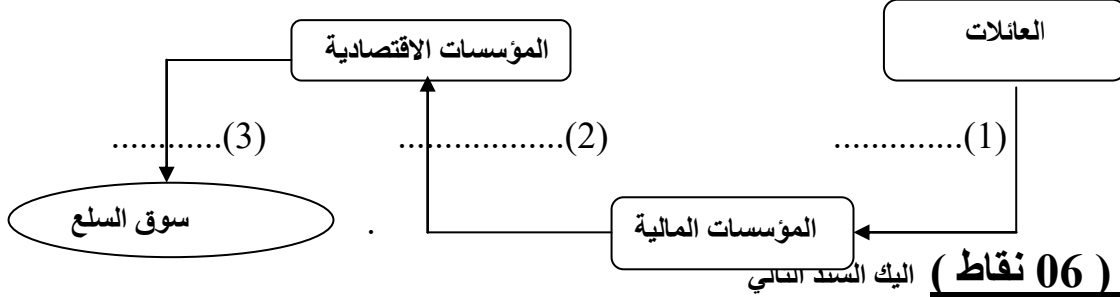 العائلات
المؤسسات الاقتصادية
(1)..............
(2)..................
(3)............
سوق السلع
.
المؤسسات المالية
( 06 نقاط ) اليك السند التالي